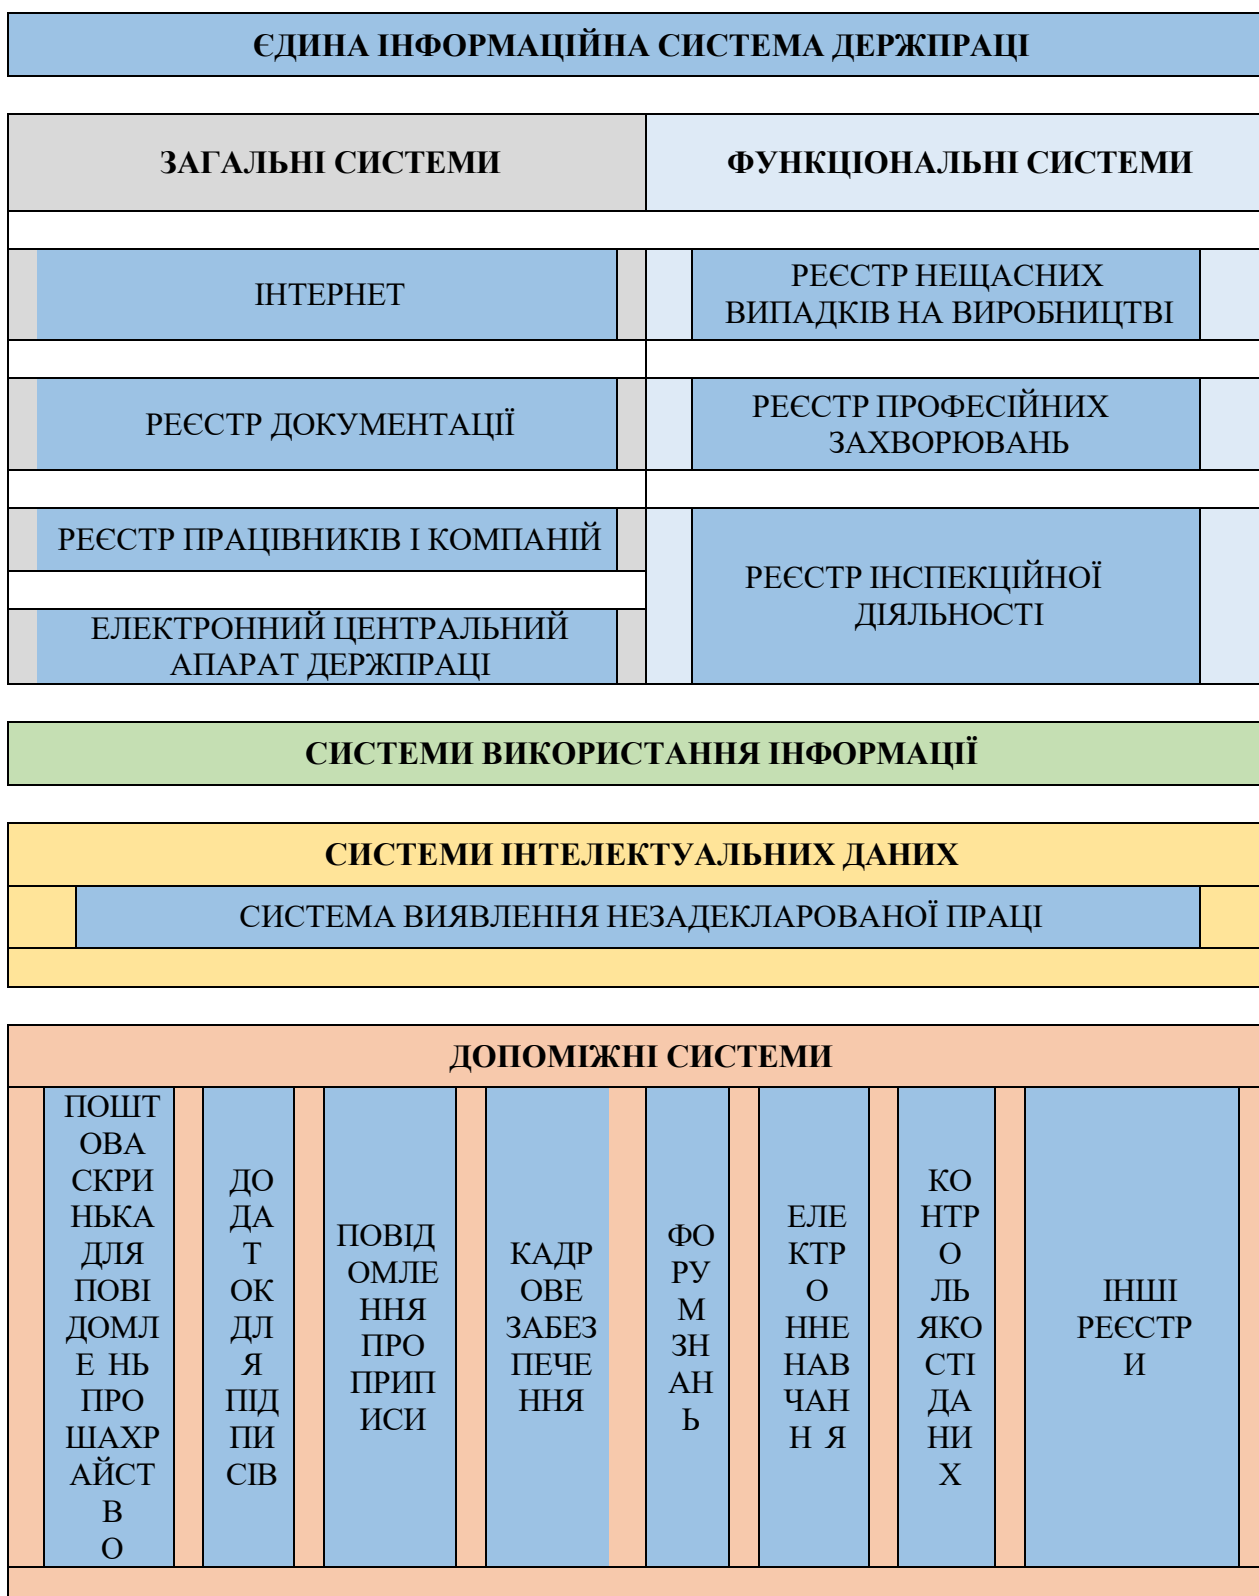 ЄДИНА ІНФОРМАЦІЙНА СИСТЕМА ДЕРЖПРАЦІ
ЗАГАЛЬНІ СИСТЕМИ
ФУНКЦІОНАЛЬНІ СИСТЕМИ
ІНТЕРНЕТ
РЕЄСТР НЕЩАСНИХ
ВИПАДКІВ НА ВИРОБНИЦТВІ
РЕЄСТР ДОКУМЕНТАЦІЇ
РЕЄСТР ПРОФЕСІЙНИХ
ЗАХВОРЮВАНЬ
РЕЄСТР ПРАЦІВНИКІВ І КОМПАНІЙ
ЕЛЕКТРОННИЙ ЦЕНТРАЛЬНИЙ
АПАРАТ ДЕРЖПРАЦІ
РЕЄСТР ІНСПЕКЦІЙНОЇ
ДІЯЛЬНОСТІ
СИСТЕМИ ВИКОРИСТАННЯ ІНФОРМАЦІЇ
СИСТЕМИ ІНТЕЛЕКТУАЛЬНИХ ДАНИХ
СИСТЕМА ВИЯВЛЕННЯ НЕЗАДЕКЛАРОВАНОЇ ПРАЦІ
ДОПОМІЖНІ СИСТЕМИ
ПОШТ
ОВА
СКРИ
НЬКА
ДЛЯ
ПОВІ
ДОМЛ
Е НЬ
ПРО
ШАХР
АЙСТ
В
О
ДО
ДА
Т
ОК
ДЛ
Я
ПІД
ПИ
СІВ
ПОВІД
ОМЛЕ
ННЯ
ПРО
ПРИП
ИСИ
КАДР
ОВЕ
ЗАБЕЗ
ПЕЧЕ
ННЯ
ФО
РУ
М
ЗН
АН
Ь
ЕЛЕ
КТР
О
ННЕ
НАВ
ЧАН
Н Я
КО
НТР
О
ЛЬ
ЯКО
СТІ
ДА
НИ
Х
ІНШІ
РЕЄСТР
И